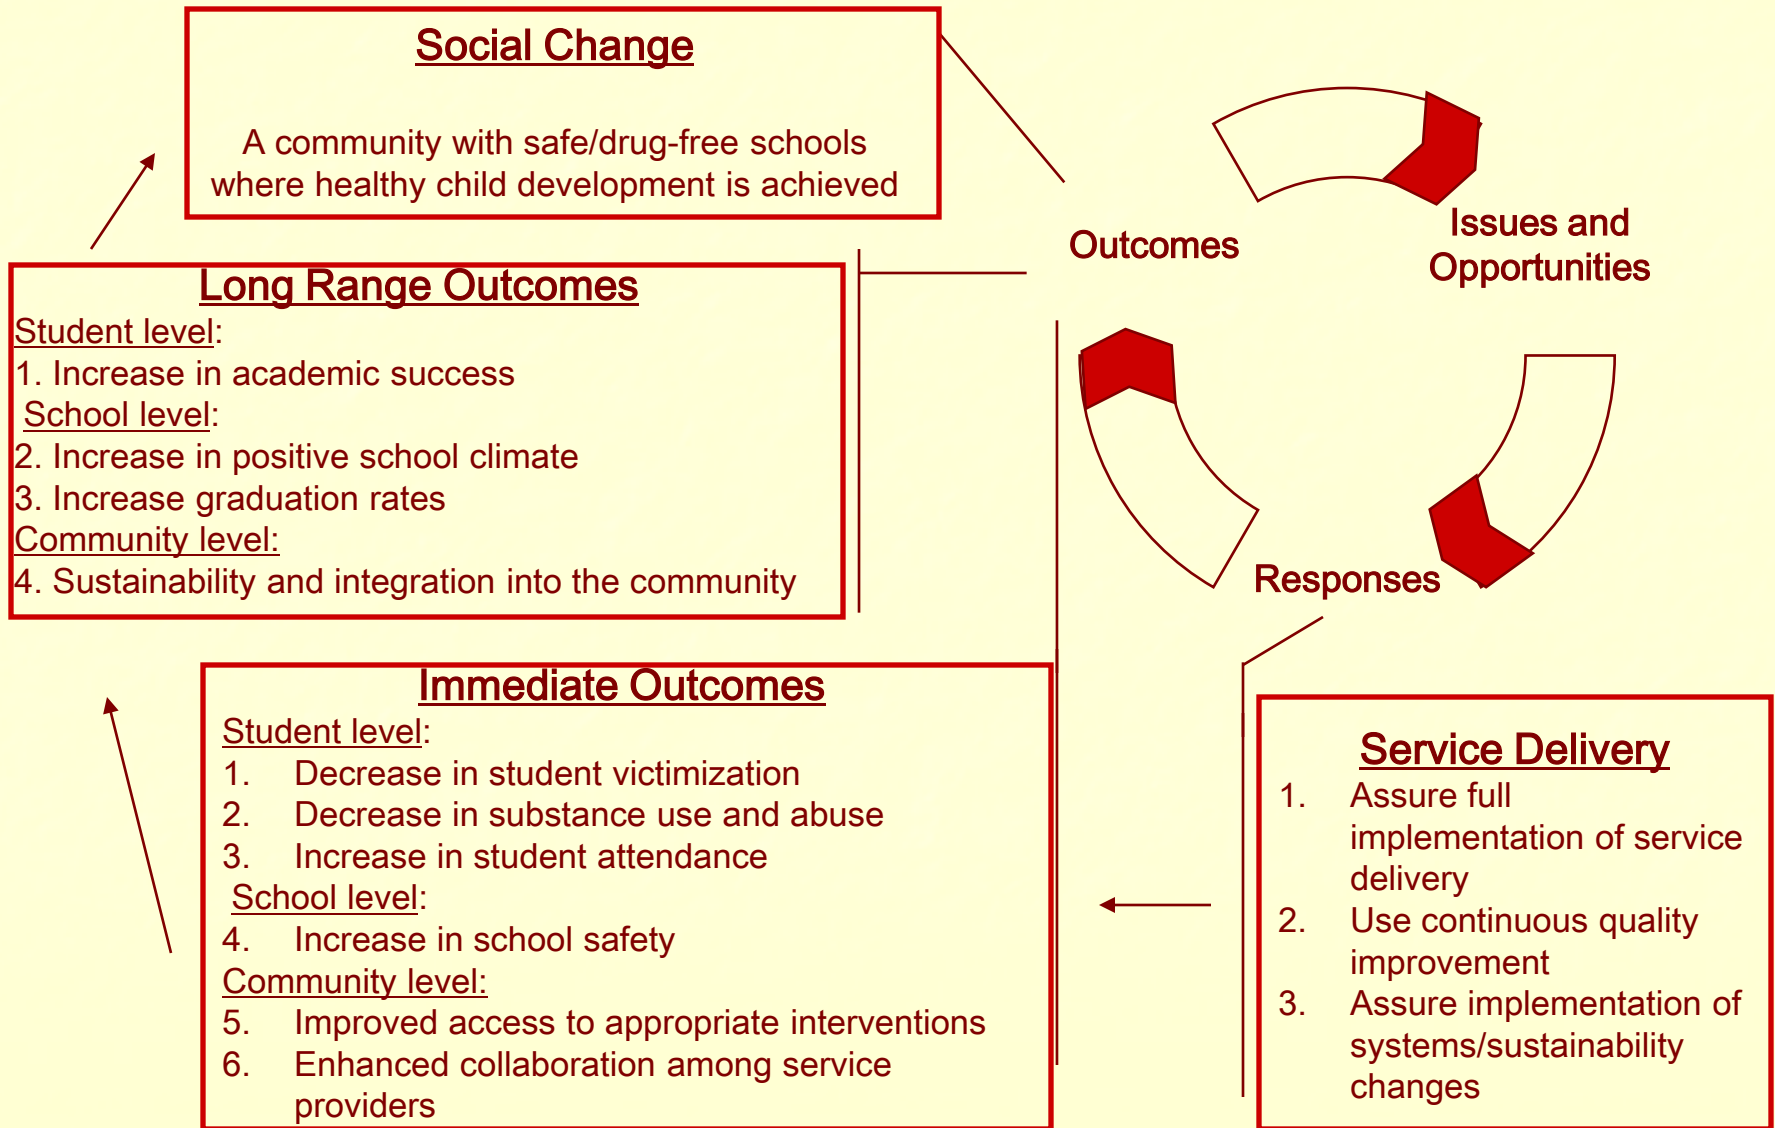 Social Change
A community with safe/drug-free schools
where healthy child development is achieved
Outcomes
Issues and
Opportunities
Responses
Long Range Outcomes
Student level:
1. Increase in academic success
School level:
2. Increase in positive school climate
3. Increase graduation rates
Community level:
4. Sustainability and integration into the community
Immediate Outcomes
Student level:
1. Decrease in student victimization
2. Decrease in substance use and abuse
3. Increase in student attendance
School level:
4. Increase in school safety
Community level:
5. Improved access to appropriate interventions
6. Enhanced collaboration among service
providers
Service Delivery
1. Assure full
implementation of service
delivery
2. Use continuous quality
improvement
3. Assure implementation of
systems/sustainability
changes